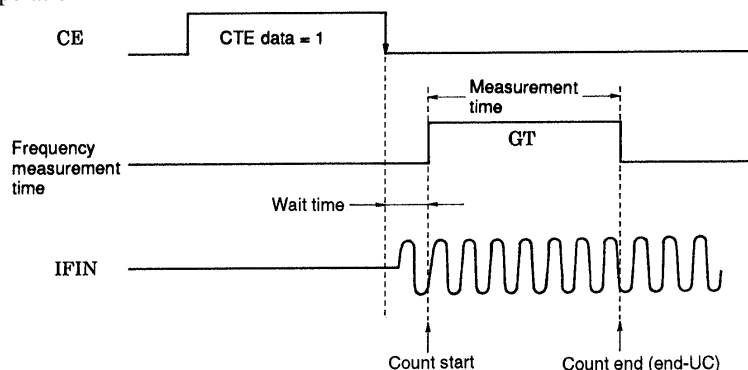 CE
CTE data = 1
Measurement
time
GT
Frequency
measurement
time
Wait time
IFIN
Count start
Count end (end-UC)